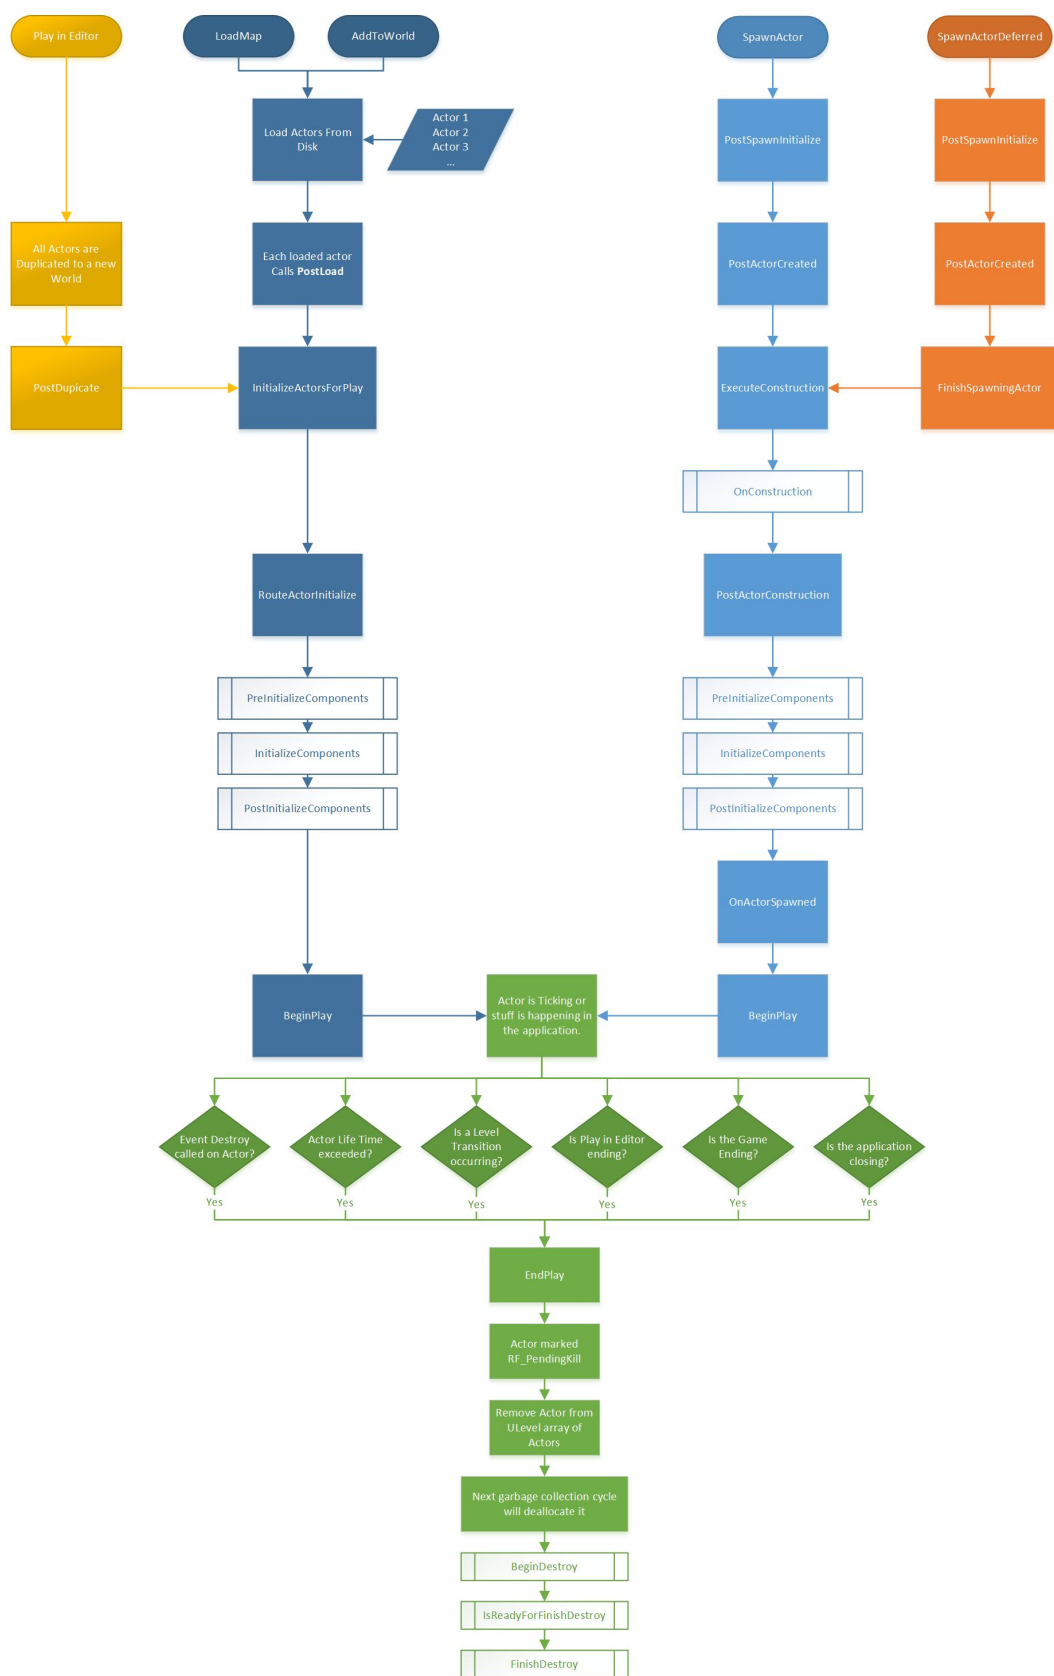 Play in Editor
LoadMap
AddToWorld
SpawnActor
SpawnActorDeferred
Load Actors From
Disk
Actor 1
Actor 2
Actor 3
...
PostSpawnInitialize
PostSpawnInitialize
All Actors are
Duplicated to a new
World
Each loaded actor
Calls PostLoad
PostActorCreated
PostActorCreated
PostDupicate
InitializeActorsForPlay
ExecuteConstruction
FinishSpawningActor
OnConstruction
RouteActorInitialize
PostActorConstruction
PreInitializeComponents
PreInitializeComponents
InitializeComponents
InitializeComponents
PostInitializeComponents
PostInitializeComponents
OnActorSpawned
BeginPlay
Actor is Ticking or
stuff is happening in
the application.
BeginPlay
Event Destroy
called on Actor?
Actor Life Time
exceeded?
Is a Level
Transition
occurring?
Is Play in Editor
ending?
Is the Game
Ending?
Is the application
closing?
Yes
Yes
Yes
Yes
Yes
Yes
EndPlay
Actor marked
RF_PendingKill
Remove Actor from
ULevel array of
Actors
Next garbage collection cycle
will deallocate it
BeginDestroy
IsReadyForFinishDestroy
FinishDestroy